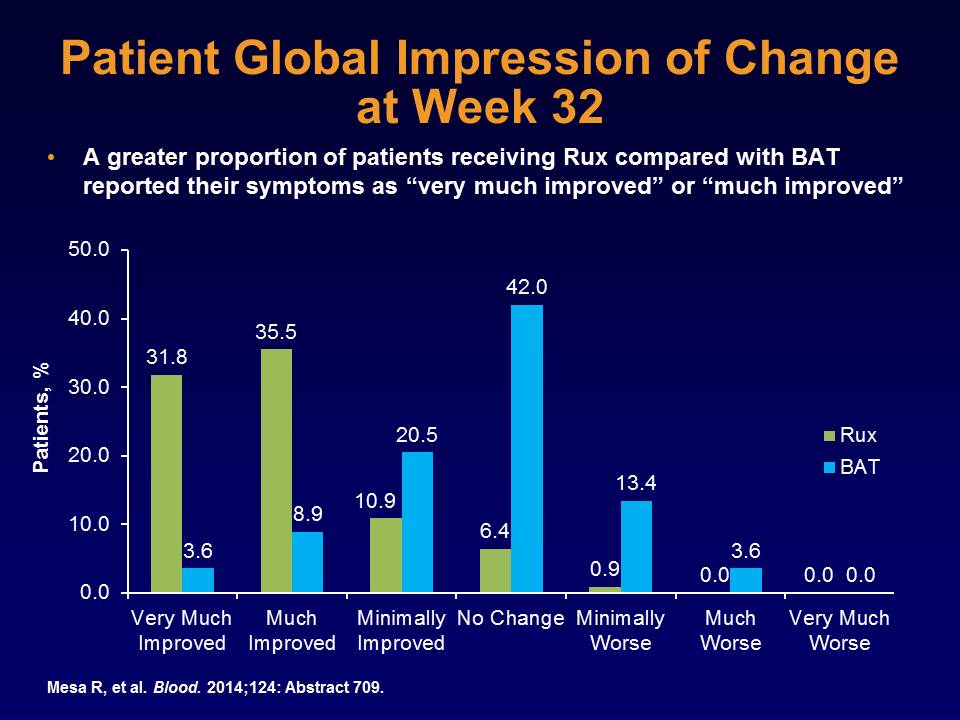 Patient Global Impression of Change
at Week 32
• A greater proportion of patients receiving Rux compared with BAT
reported their symptoms as “very much improved” or “much improved”
Patients, %
50.0
40.0
30.0
20.0
10.0
0.0
31.8
3.6
35.5
8.9
10.9
20.5
6.4
42.0
0.9
13.4
0.0
3.6
0.0
0.0
Rux
BAT
Very Much
Improved
Much
Improved
Minimally
Improved
No Change
Minimally
Worse
Much
Worse
Very Much
Worse
Mesa R, et al. Blood. 2014;124: Abstract 709.